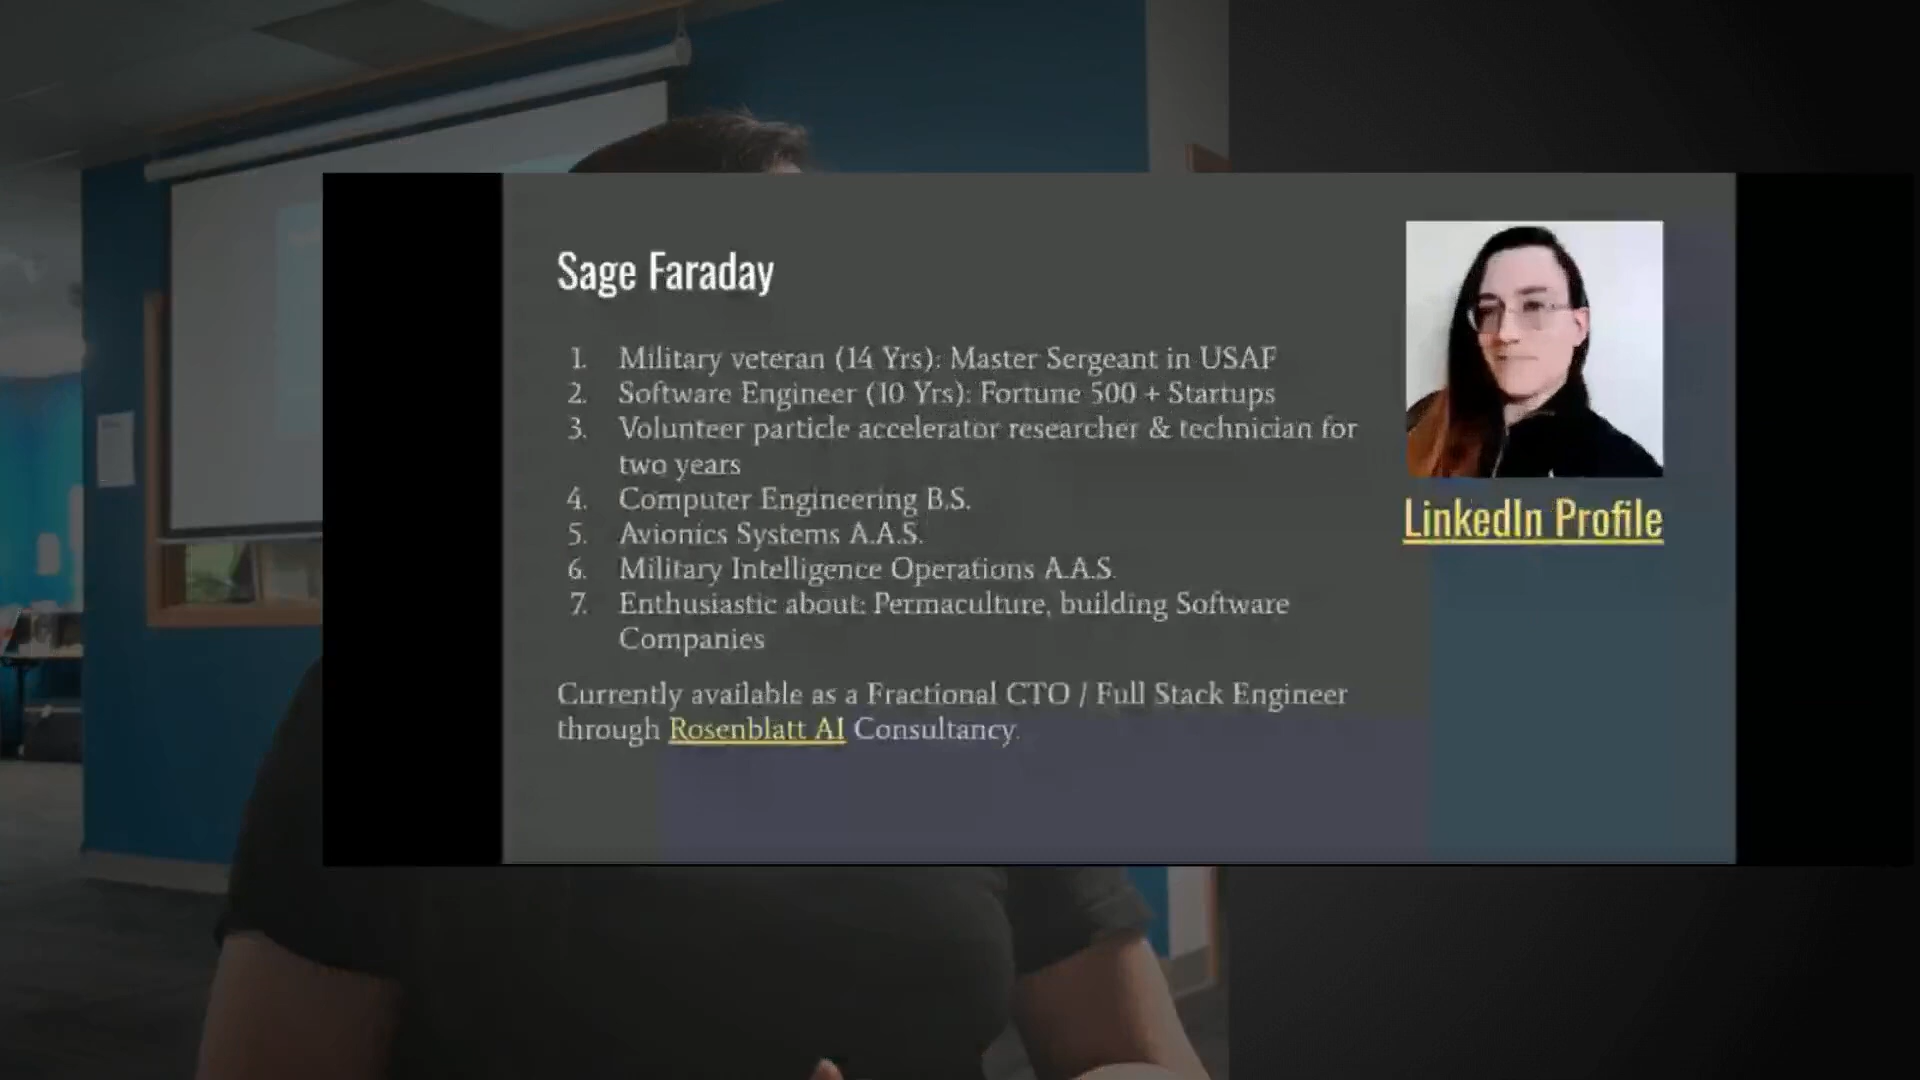 Sage Faraday
1. Military veteran (14 Yrs): Master Sergeant in USAF
2. Software Engineer (10 Yrs): Fortune 500 + Startups
3. Volunteer particle accelerator researcher & technician for
two years
4. Computer Engineering B.S.
5. Avionics Systems A.A.S.
6. Military Intelligence Operations A.A.S.
7. Enthusiastic about: Permaculture, building Software
Companies
Currently available as a Fractional CTO / Full Stack Engineer
through Rosenblatt AI Consultancy.
LinkedIn Profile